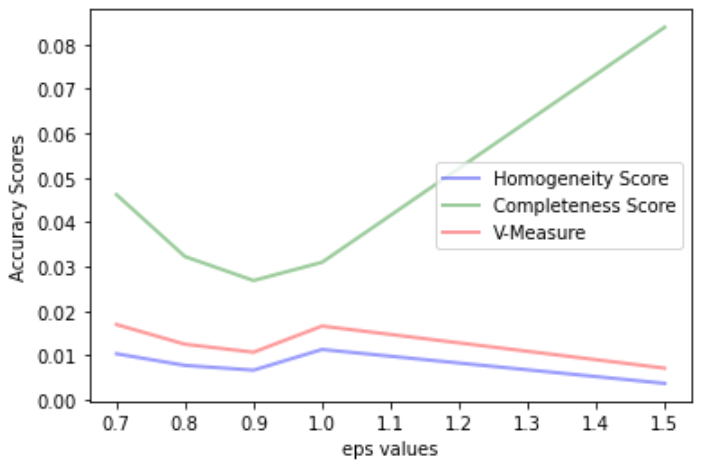 0.08
0.07
0.06
0.05
0.04
0.03
0.02
0.01
0.00
Accuracy Scores
Homogeneity Score
Completeness Score
V-Measure
0.7 0.8 0.9 1.0 1.1 1.2 1.3 1.4 1.5
eps values